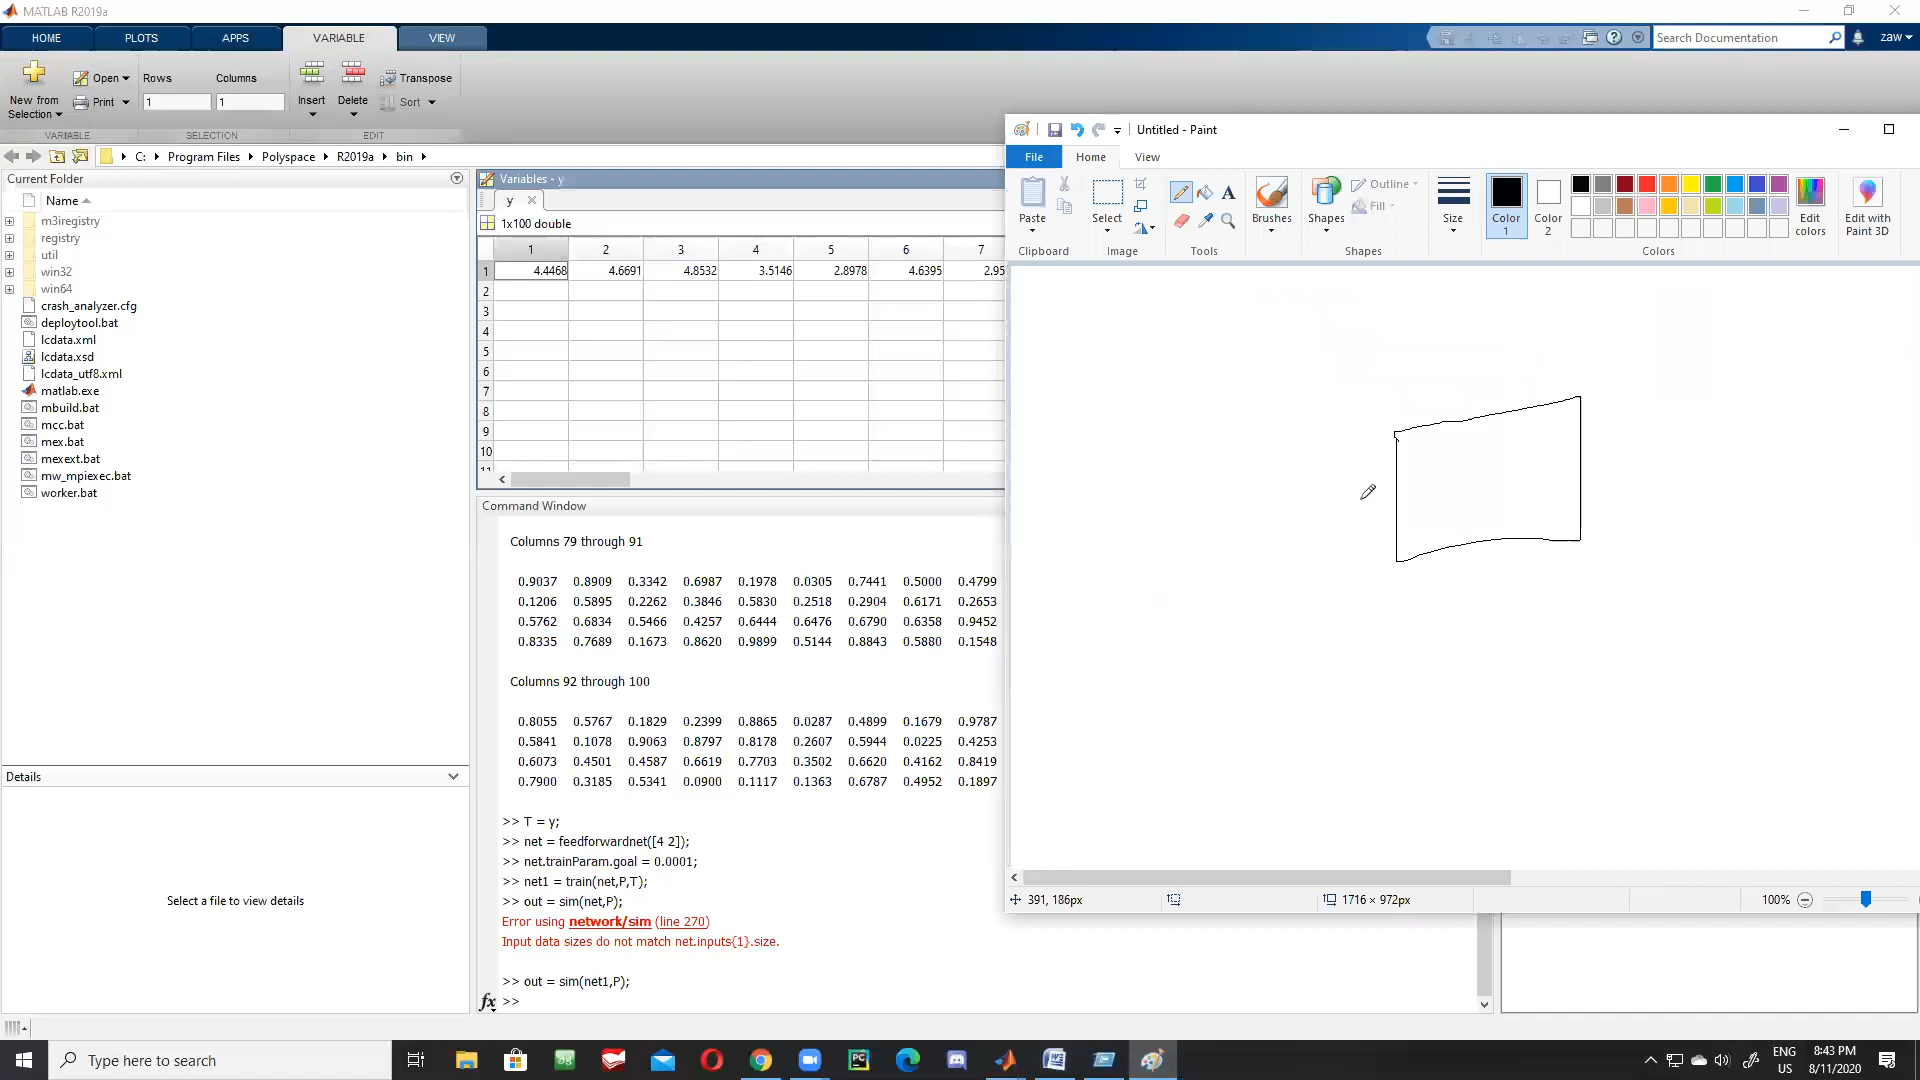 MATLAB R2019a
HOME PLOTS APPS VARIABLE VIEW
Search Documentation
zaw
New from Selection
Open
Print
Rows
1
Columns
1
Insert
Delete
Transpose
Sort
VARIABLE SELECTION EDIT
C: Program Files Polyspace R2019a bin
Current Folder
Name
m3iregistry
registry
util
win32
win64
crash_analyzer.cfg
deploytool.bat
lcdata.xml
lcdata.xsd
lcdata_utf8.xml
matlab.exe
mbuild.bat
mcc.bat
mex.bat
mexext.bat
mw_mpiexec.bat
worker.bat
Details
Select a file to view details
Variables - y
y
1x100 double
1 2 3 4 5 6 7
1 4.4468 4.6691 4.8532 3.5146 2.8978 4.6395 2.95
2
3
4
5
6
7
8
9
10
11
Command Window
Columns 79 through 91
0.9037 0.8909 0.3342 0.6987 0.1978 0.0305 0.7441 0.5000 0.4799
0.1206 0.5895 0.2262 0.3846 0.5830 0.2518 0.2904 0.6171 0.2653
0.5762 0.6834 0.5466 0.4257 0.6444 0.6476 0.6790 0.6358 0.9452
0.8335 0.7689 0.1673 0.8620 0.9899 0.5144 0.8843 0.5880 0.1548
Columns 92 through 100
0.8055 0.5767 0.1829 0.2399 0.8865 0.0287 0.4899 0.1679 0.9787
0.5841 0.1078 0.9063 0.8797 0.8178 0.2607 0.5944 0.0225 0.4253
0.6073 0.4501 0.4587 0.6619 0.7703 0.3502 0.6620 0.4162 0.8419
0.7900 0.3185 0.5341 0.0900 0.1117 0.1363 0.6787 0.4952 0.1897
>> T = y;
>> net = feedforwardnet([4 2]);
>> net.trainParam.goal = 0.0001;
>> net1 = train(net,P,T);
>> out = sim(net,P);
Error using network/sim (line 270)
Input data sizes do not match net.inputs{1}.size.
>> out = sim(net1,P);
fx >>
Untitled - Paint
File Home View
Paste
Clipboard
Select
Image
A
Tools
Brushes
Shapes
Outline
Fill
Shapes
Size
Color 1
Color 2
Edit colors
Edit with Paint 3D
Colors
391, 186px
1716 × 972px
100%
Type here to search
PC
ENG
US
8:43 PM
8/11/2020